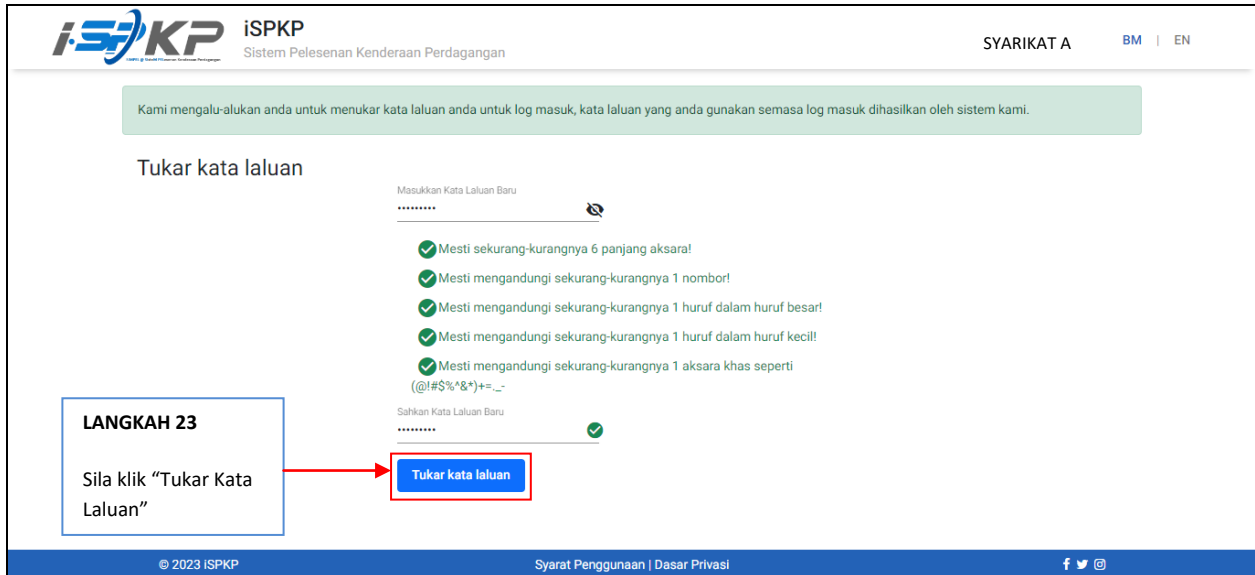 i.SPKP
iSPKP
Sistem Pelesenan Kenderaan Perdagangan
SYARIKAT A
BM | EN
Kami mengalu-alukan anda untuk menukar kata laluan anda untuk log masuk, kata laluan yang anda gunakan semasa log masuk dihasilkan oleh sistem kami.
Tukar kata laluan
Masukkan Kata Laluan Baru
•••••••••
Mesti sekurang-kurangnya 6 panjang aksara!
Mesti mengandungi sekurang-kurangnya 1 nombor!
Mesti mengandungi sekurang-kurangnya 1 huruf dalam huruf besar!
Mesti mengandungi sekurang-kurangnya 1 huruf dalam huruf kecil!
Mesti mengandungi sekurang-kurangnya 1 aksara khas seperti
(@!#$%^&*)+=._-
Sahkan Kata Laluan Baru
•••••••••
Tukar kata laluan
LANGKAH 23
Sila klik “Tukar Kata
Laluan”
© 2023 iSPKP
Syarat Penggunaan | Dasar Privasi